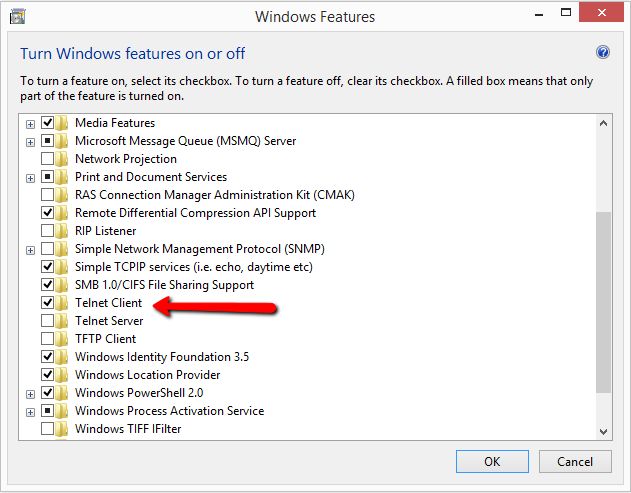 Windows Features
Turn Windows features on or off
To turn a feature on, select its checkbox. To turn a feature off, clear its checkbox. A filled box means that only
part of the feature is turned on.
Media Features
Microsoft Message Queue (MSMQ) Server
Network Projection
Print and Document Services
RAS Connection Manager Administration Kit (CMAK)
Remote Differential Compression API Support
RIP Listener
Simple Network Management Protocol (SNMP)
Simple TCPIP services (i.e. echo, daytime etc)
SMB 1.0/CIFS File Sharing Support
Telnet Client
Telnet Server
TFTP Client
Windows Identity Foundation 3.5
Windows Location Provider
Windows PowerShell 2.0
Windows Process Activation Service
Windows TIFF IFilter
OK Cancel